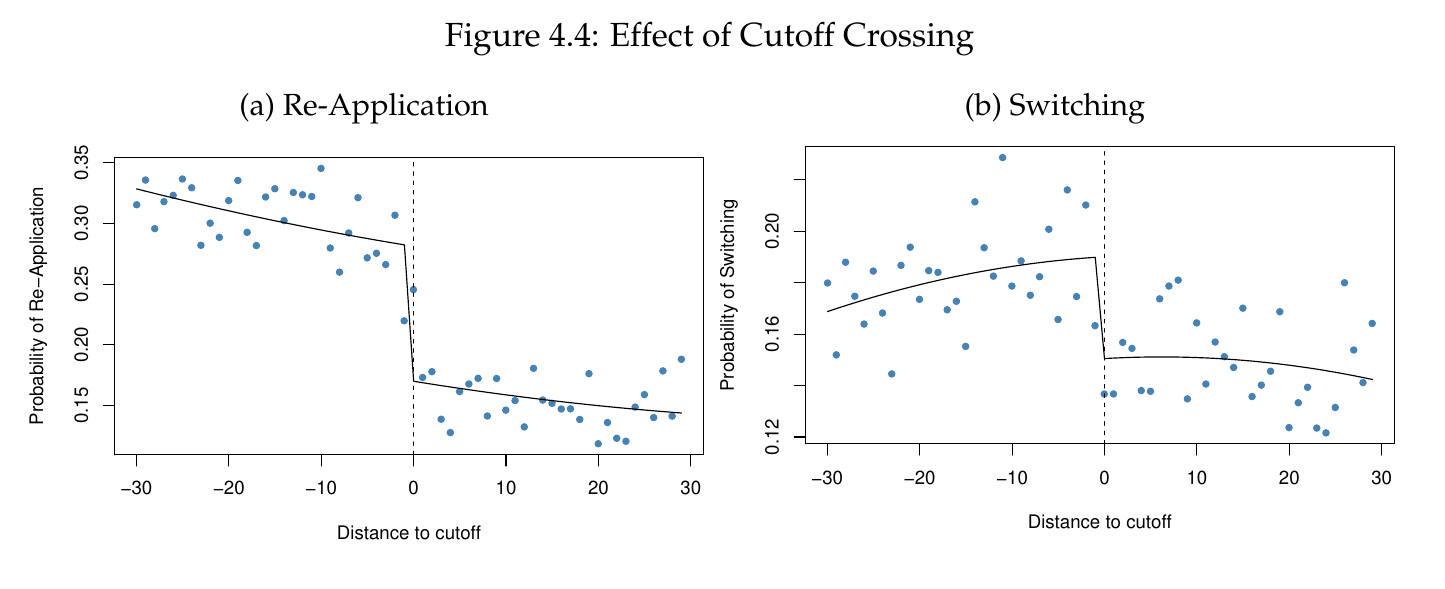 Figure 4.4: Effect of Cutoff Crossing
(a) Re-Application
Probability of Re−Application
0.35
0.30
0.25
0.20
0.15
−30 −20 −10 0 10 20 30
Distance to cutoff
(b) Switching
Probability of Switching
0.20
0.16
0.12
−30 −20 −10 0 10 20 30
Distance to cutoff